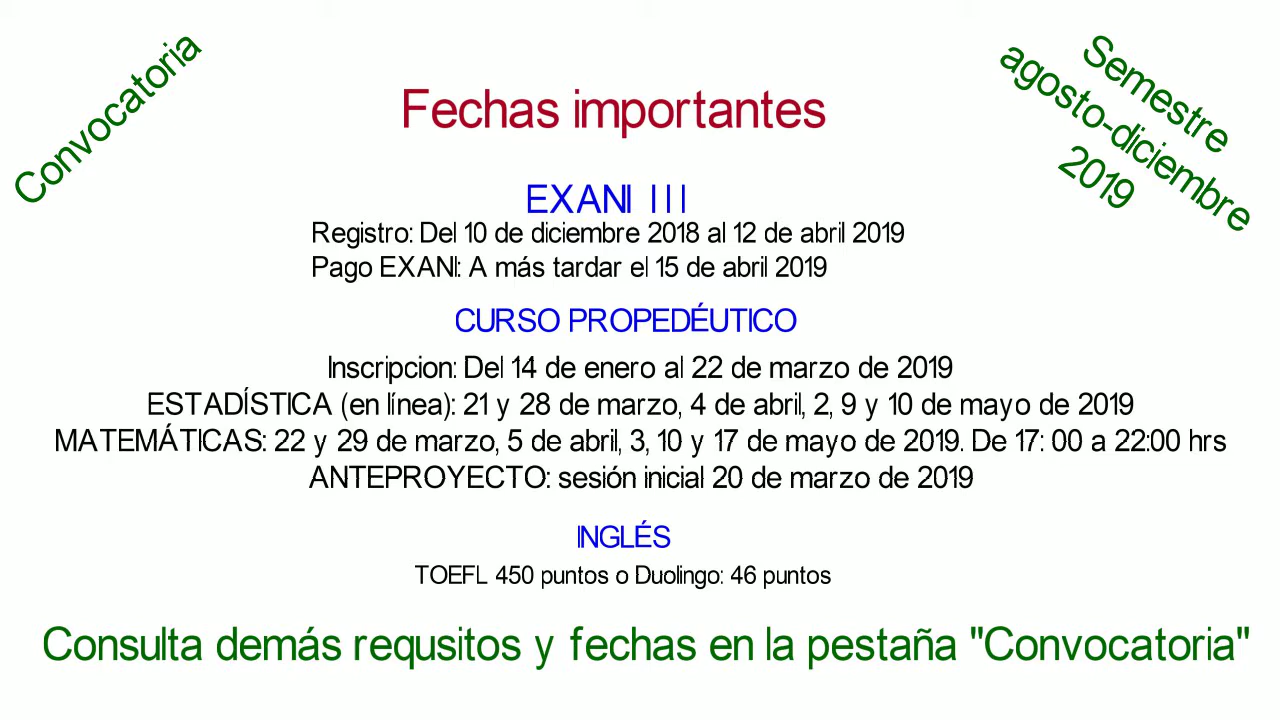 Convocatoria
Semestre
agosto-diciembre
2019
Fechas importantes
EXANI III
Registro: Del 10 de diciembre 2018 al 12 de abril 2019
Pago EXANI: A más tardar el 15 de abril 2019
CURSO PROPEDÉUTICO
Inscripcion: Del 14 de enero al 22 de marzo de 2019
ESTADÍSTICA (en línea): 21 y 28 de marzo, 4 de abril, 2, 9 y 10 de mayo de 2019
MATEMÁTICAS: 22 y 29 de marzo, 5 de abril, 3, 10 y 17 de mayo de 2019. De 17: 00 a 22:00 hrs
ANTEPROYECTO: sesión inicial 20 de marzo de 2019
INGLÉS
TOEFL 450 puntos o Duolingo: 46 puntos
Consulta demás requsitos y fechas en la pestaña "Convocatoria"